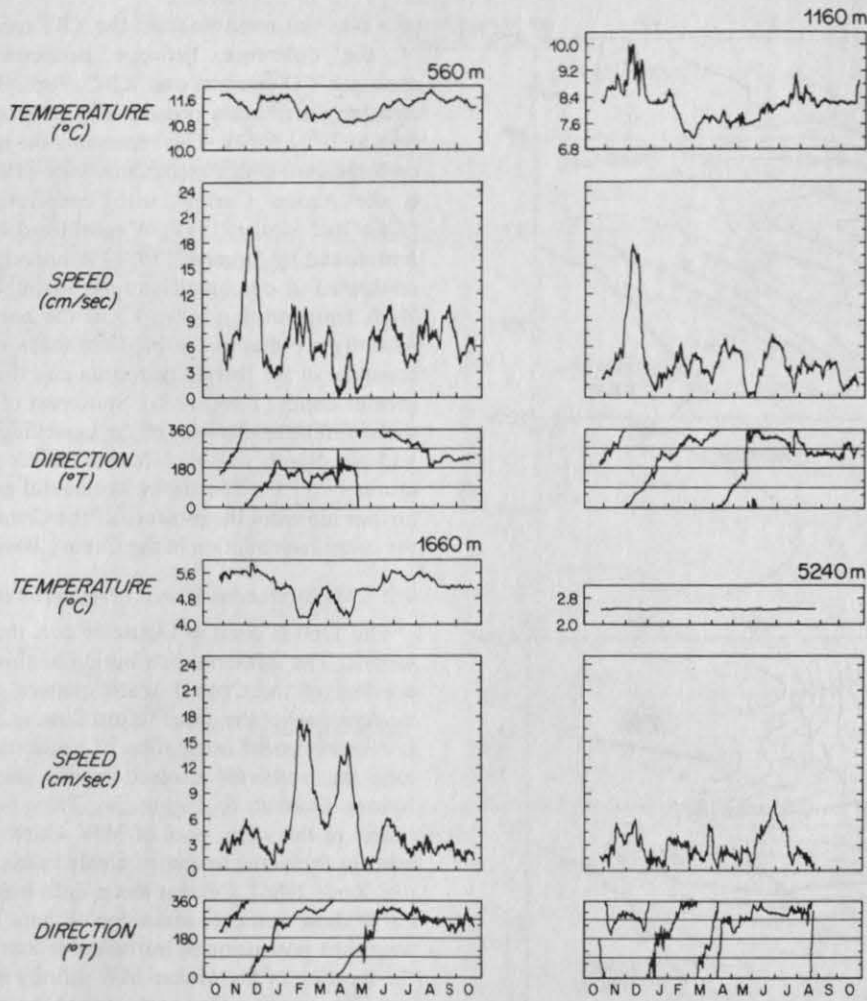 560 m
TEMPERATURE
(°C)
11.6
10.8
10.0
1160 m
10.0
9.2
8.4
7.6
6.8
SPEED
(cm/sec)
24
21
18
15
12
9
6
3
0
DIRECTION
(°T)
360
180
0
1660 m
TEMPERATURE
(°C)
5.6
4.8
4.0
5240 m
2.8
2.0
SPEED
(cm/sec)
24
21
18
15
12
9
6
3
0
DIRECTION
(°T)
360
180
0
O N D J F M A M J J A S O
O N D J F M A M J J A S O